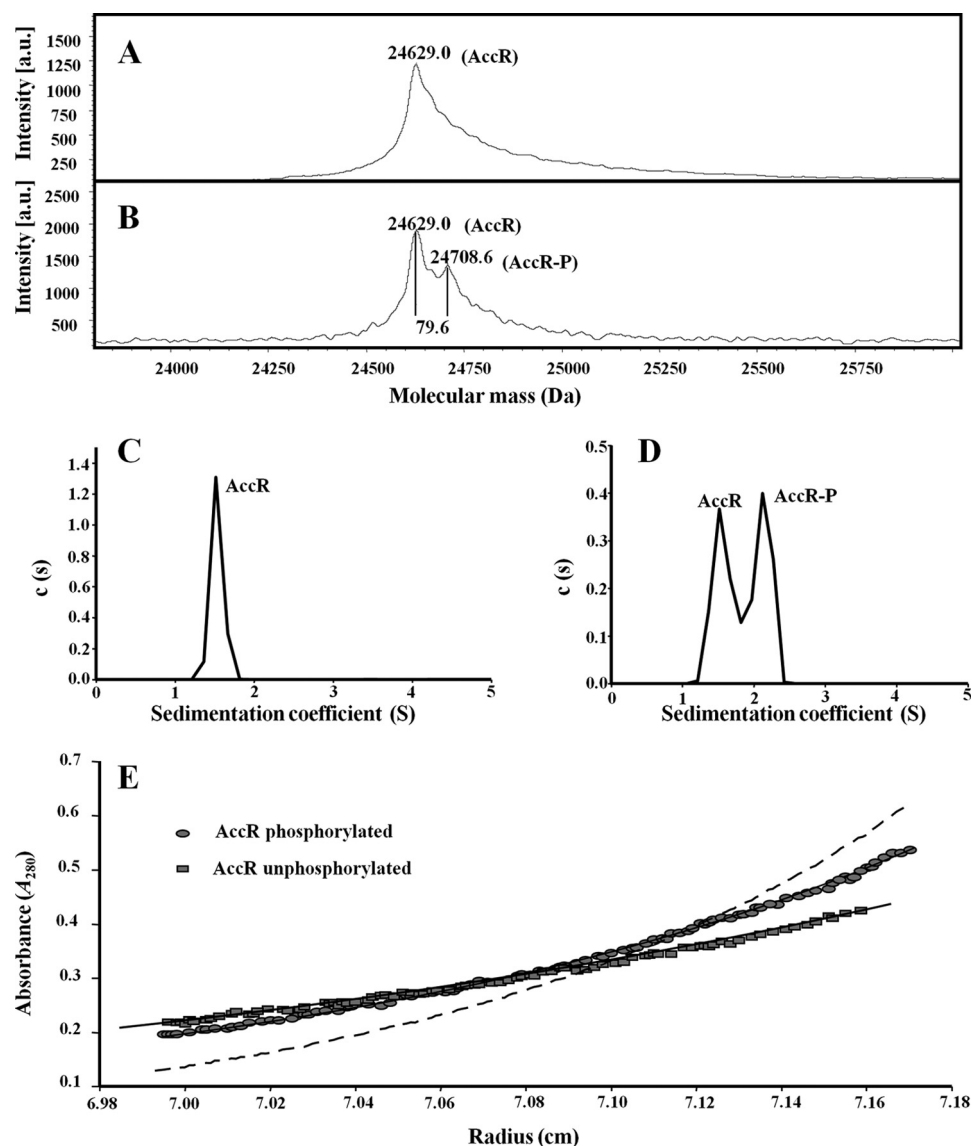 A
Intensity [a.u.]
1500
1250
1000
750
500
250
24629.0 (AccR)
B
Intensity [a.u.]
2500
2000
1500
1000
500
24629.0 (AccR)
24708.6 (AccR-P)
79.6
24000 24250 24500 24750 25000 25250 25500 25750
Molecular mass (Da)
C
c (s)
1.4
1.2
1.0
0.8
0.6
0.4
0.2
0.0
AccR
0 1 2 3 4 5
Sedimentation coefficient (S)
D
c (s)
0.5
0.4
0.3
0.2
0.1
0.0
AccR
AccR-P
0 1 2 3 4 5
Sedimentation coefficient (S)
E
Absorbance (A280)
0.7
0.6
0.5
0.4
0.3
0.2
0.1
AccR phosphorylated
AccR unphosphorylated
6.98 7.00 7.02 7.04 7.06 7.08 7.10 7.12 7.14 7.16 7.18
Radius (cm)